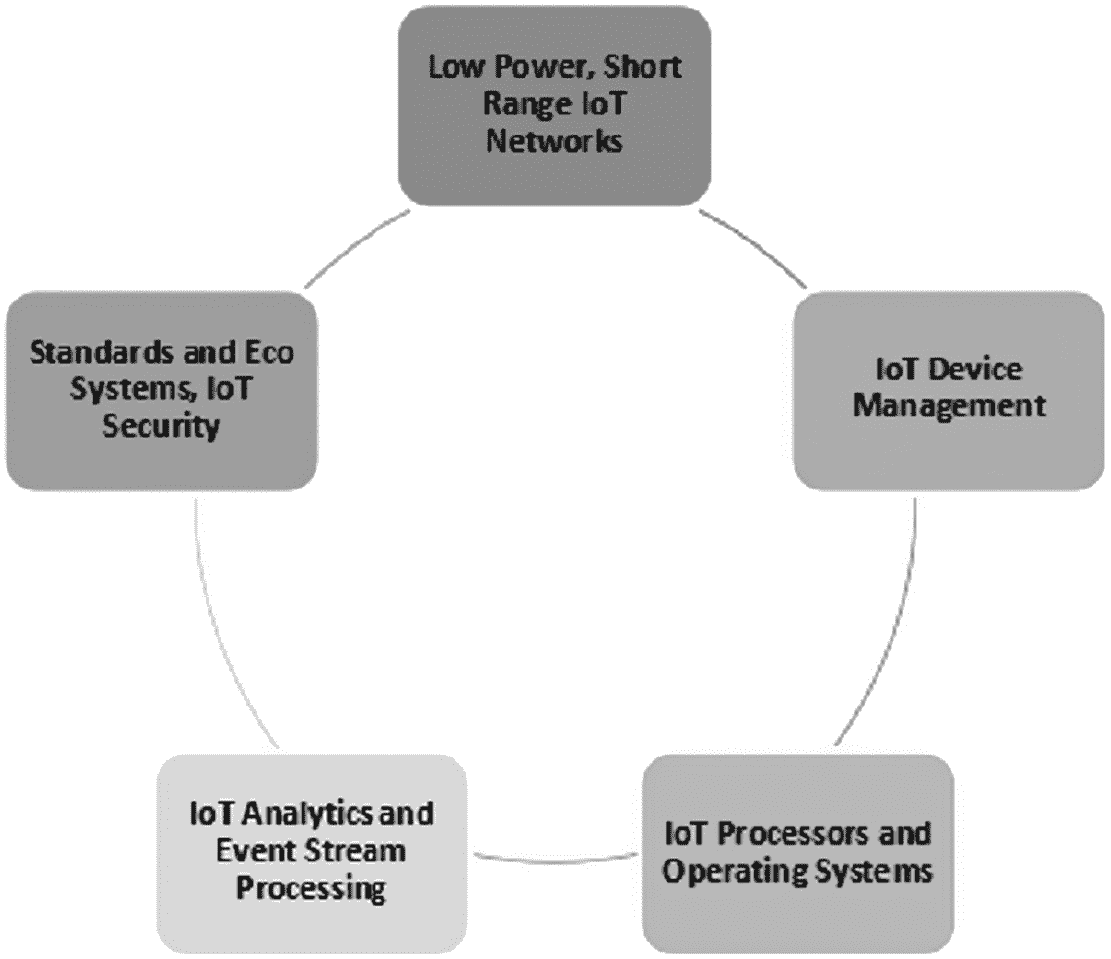 Low Power, Short
Range IoT
Networks
IoT Device
Management
IoT Processors and
Operating Systems
IoT Analytics and
Event Stream
Processing
Standards and Eco
Systems, IoT
Security